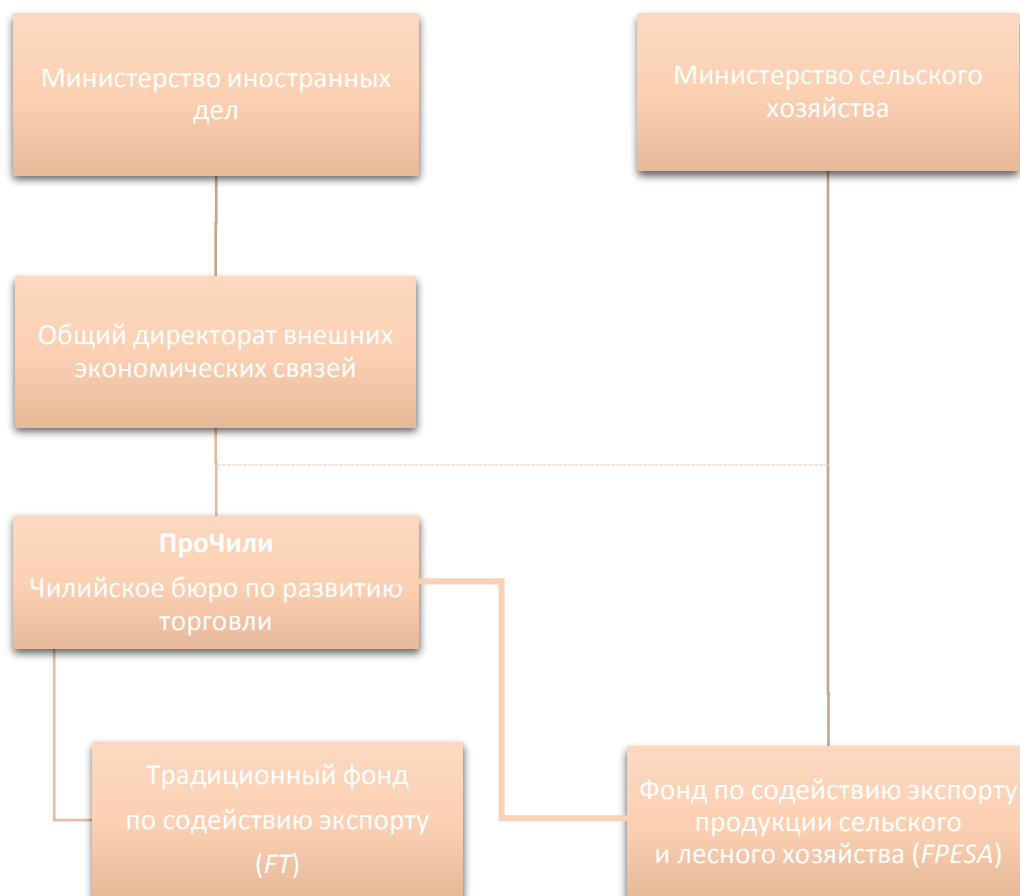 Министерство иностранных
дел
Министерство сельского
хозяйства
Общий директорат внешних
экономических связей
ПроЧили
Чилийское бюро по развитию
торговли
Традиционный фонд
по содействию экспорту
(FT)
Фонд по содействию экспорту
продукции сельского
и лесного хозяйства (FPESA)